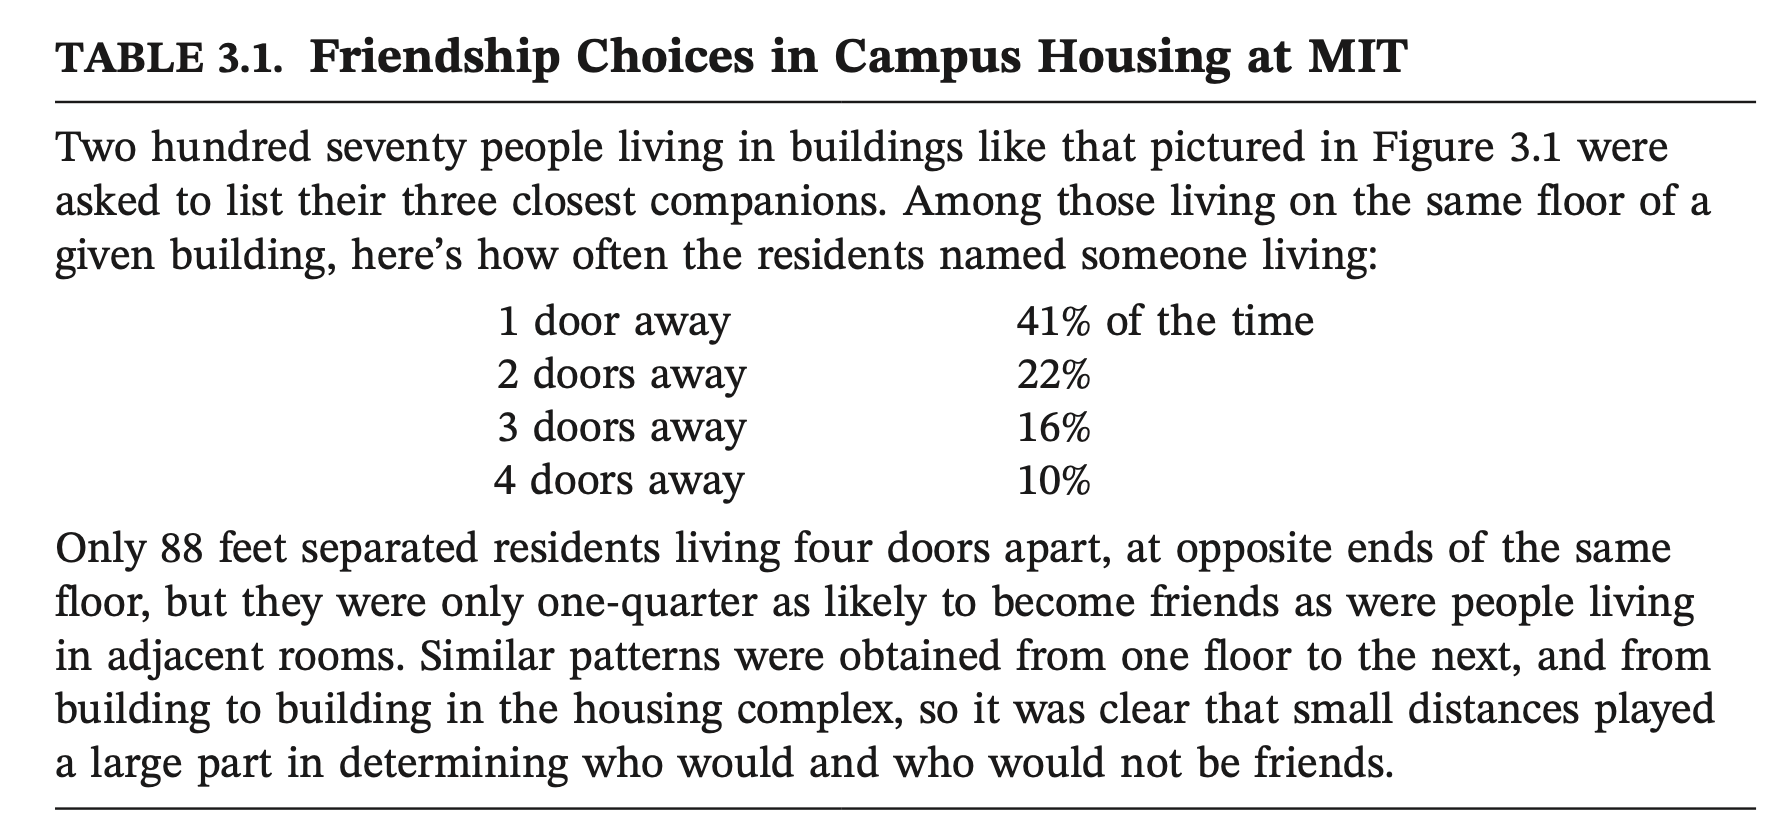 TABLE 3.1. Friendship Choices in Campus Housing at MIT
Two hundred seventy people living in buildings like that pictured in Figure 3.1 were
asked to list their three closest companions. Among those living on the same floor of a
given building, here’s how often the residents named someone living:
1 door away 41% of the time
2 doors away 22%
3 doors away 16%
4 doors away 10%
Only 88 feet separated residents living four doors apart, at opposite ends of the same
floor, but they were only one-quarter as likely to become friends as were people living
in adjacent rooms. Similar patterns were obtained from one floor to the next, and from
building to building in the housing complex, so it was clear that small distances played
a large part in determining who would and who would not be friends.